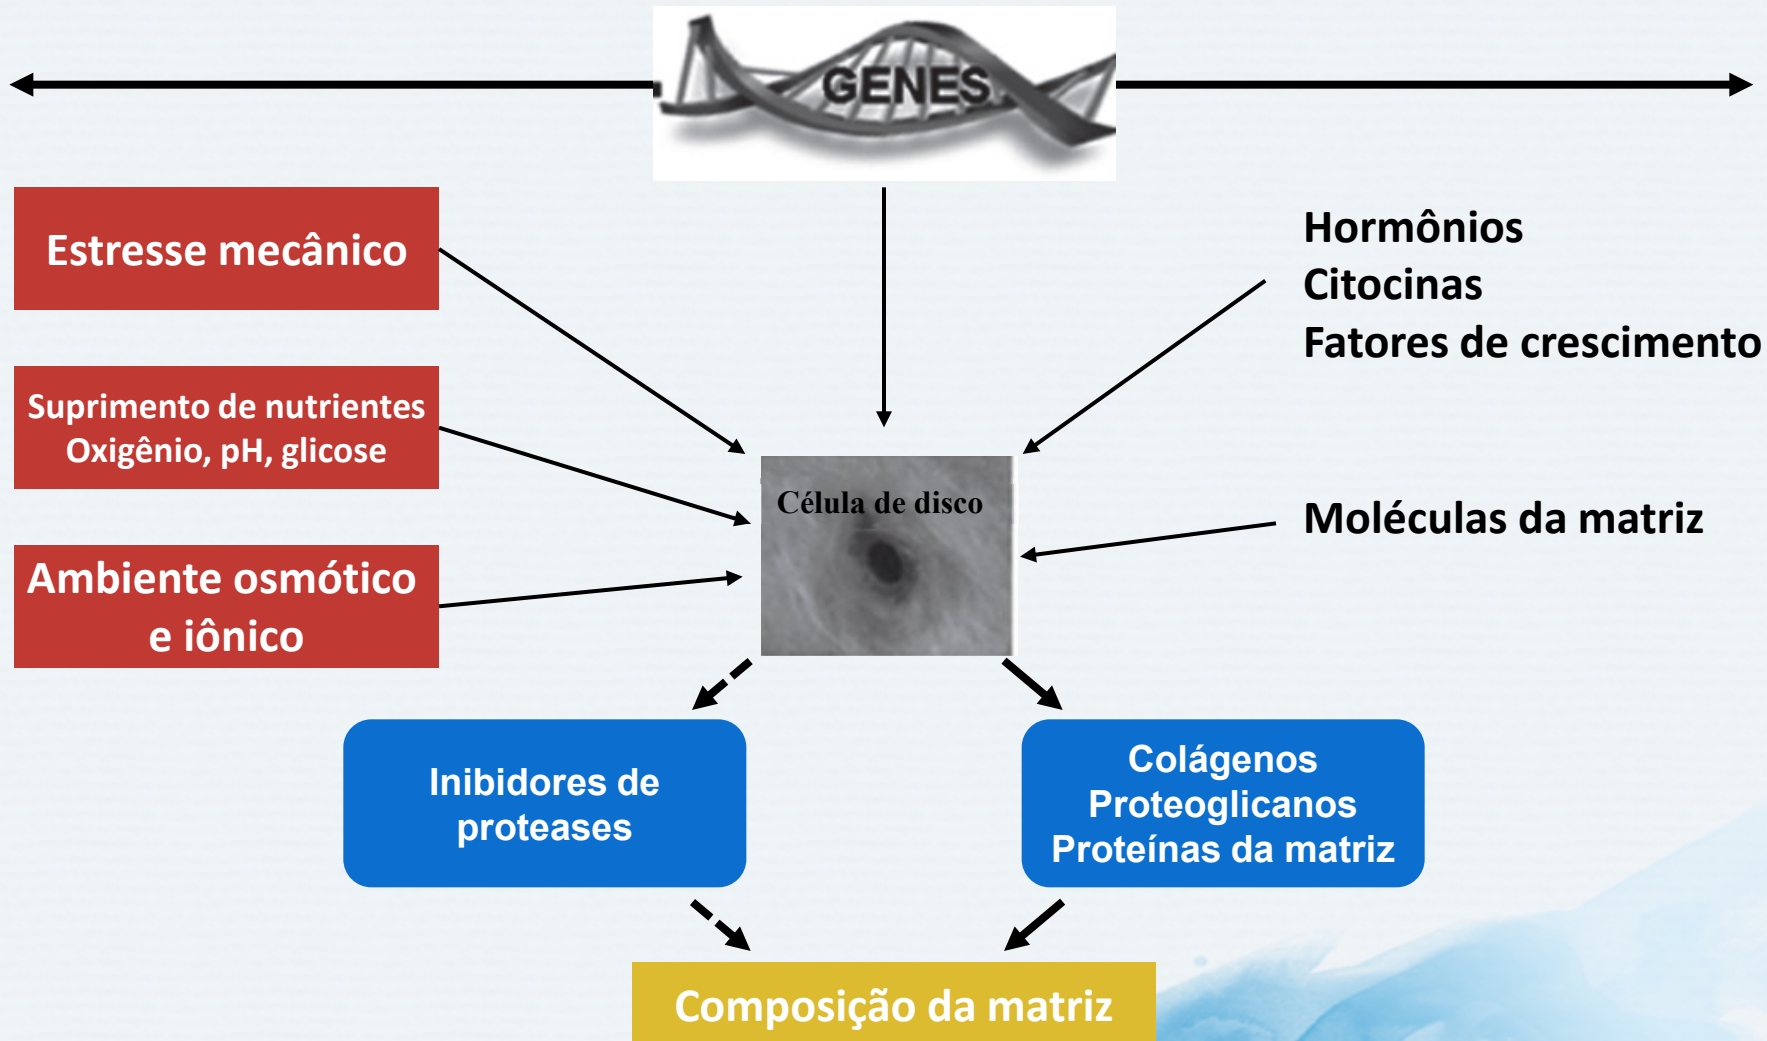 GENES
Estresse mecânico
Suprimento de nutrientes
Oxigênio, pH, glicose
Ambiente osmótico
e iônico
Hormônios
Citocinas
Fatores de crescimento
Moléculas da matriz
Célula de disco
Inibidores de
proteases
Colágenos
Proteoglicanos
Proteínas da matriz
Composição da matriz